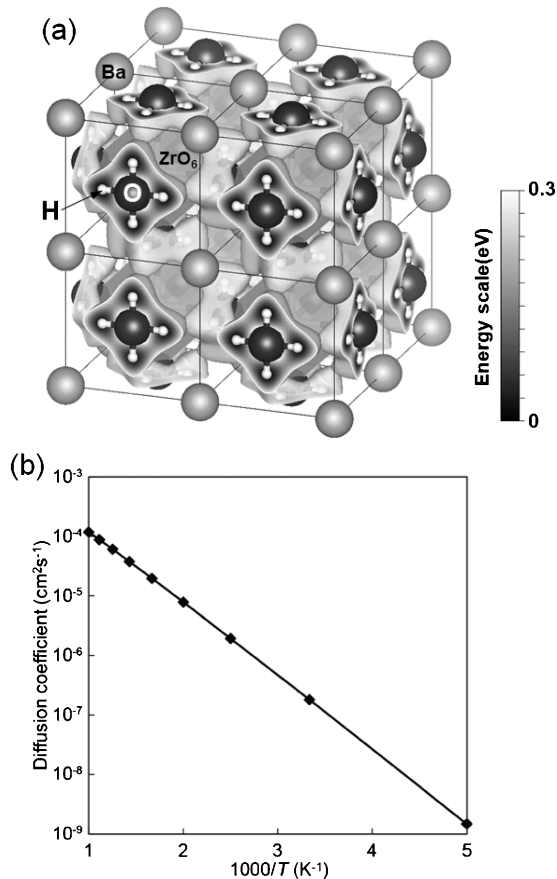 (a)
Ba
ZrO₆
O
H
0.3
Energy scale(eV)
0
(b)
10⁻³
10⁻⁴
10⁻⁵
10⁻⁶
10⁻⁷
10⁻⁸
10⁻⁹
Diffusion coefficient (cm²s⁻¹)
1 2 3 4 5
1000/T (K⁻¹)